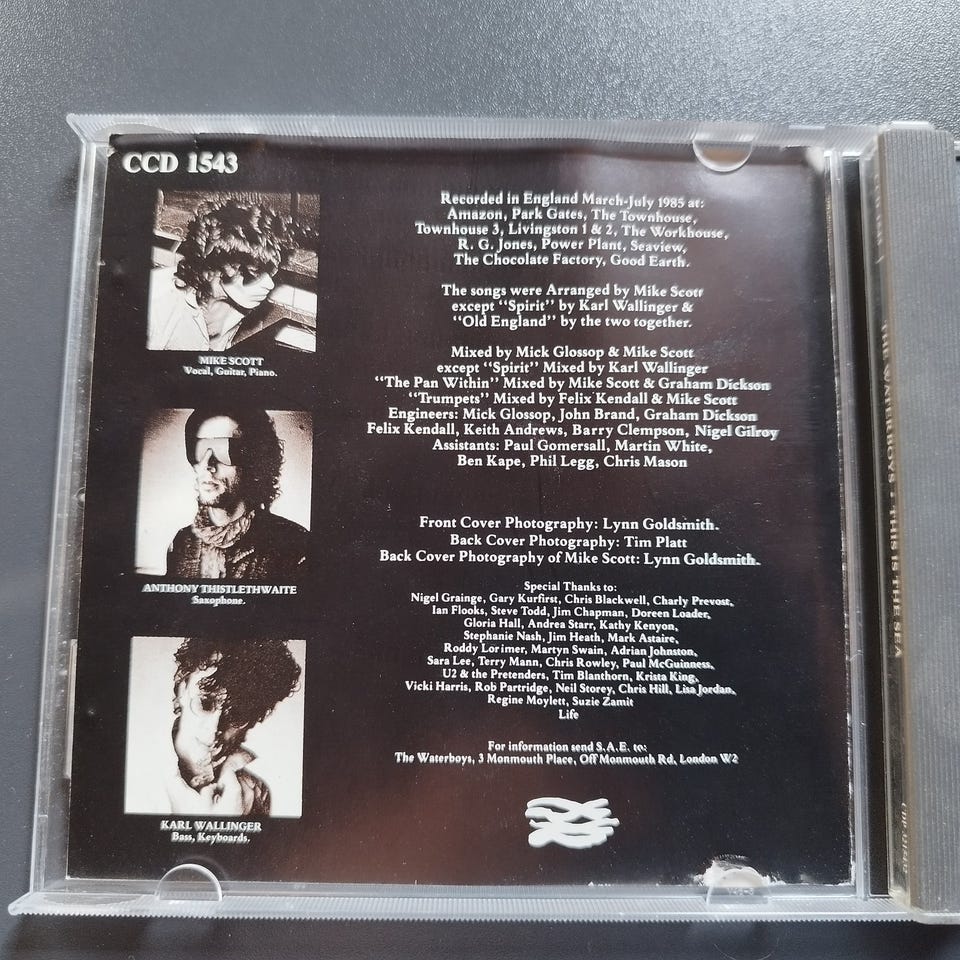 CCD 1543
MIKE SCOTT
Vocal, Guitar, Piano.
ANTHONY THISTLETHWAITE
Saxophone.
KARL WALLINGER
Bass, Keyboards.
Recorded in England March-July 1985 at:
Amazon, Park Gates, The Townhouse,
Townhouse 3, Livingston 1 & 2, The Workhouse,
R. G. Jones, Power Plant, Seaview,
The Chocolate Factory, Good Earth.
The songs were Arranged by Mike Scott
except "Spirit" by Karl Wallinger &
"Old England" by the two together.
Mixed by Mick Glossop & Mike Scott
except "Spirit" Mixed by Karl Wallinger
"The Pan Within" Mixed by Mike Scott & Graham Dickson
"Trumpets" Mixed by Felix Kendall & Mike Scott
Engineers: Mick Glossop, John Brand, Graham Dickson
Felix Kendall, Keith Andrews, Barry Clempson, Nigel Gilroy
Assistants: Paul Gomersall, Martin White,
Ben Kape, Phil Legg, Chris Mason
Front Cover Photography: Lynn Goldsmith.
Back Cover Photography: Tim Platt
Back Cover Photography of Mike Scott: Lynn Goldsmith.
Special Thanks to:
Nigel Grainge, Gary Kurfirst, Chris Blackwell, Charly Prevost,
Ian Flooks, Steve Todd, Jim Chapman, Doreen Loader,
Gloria Hall, Andrea Starr, Kathy Kenyon,
Stephanie Nash, Jim Heath, Mark Astaire,
Roddy Lorimer, Martyn Swain, Adrian Johnston,
Sara Lee, Terry Mann, Chris Rowley, Paul McGuinness,
U2 & the Pretenders, Tim Blanthorn, Krista King,
Vicki Harris, Rob Partridge, Neil Storey, Chris Hill, Lisa Jordan,
Regine Moylett, Suzie Zamit
Life
For information send S.A.E. to:
The Waterboys, 3 Monmouth Place, Off Monmouth Rd, London W2
THE WATERBOYS · THIS IS THE SEA